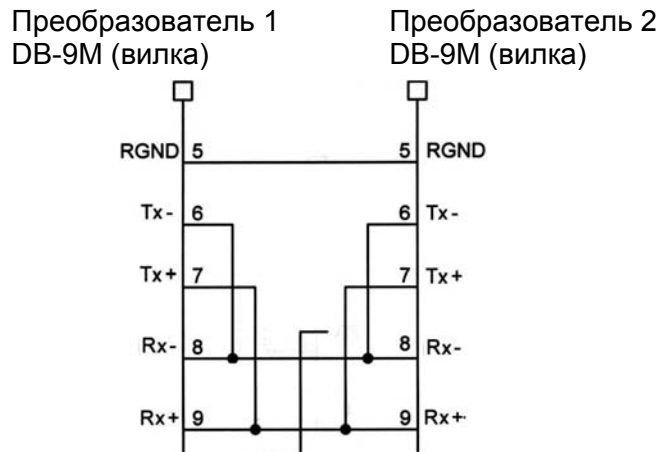 Преобразователь 1 Преобразователь 2
DB-9M (вилка) DB-9M (вилка)
RGND 5 5 RGND
Tx- 6 6 Tx-
Tx+ 7 7 Tx+
Rx- 8 8 Rx-
Rx+ 9 9 Rx+